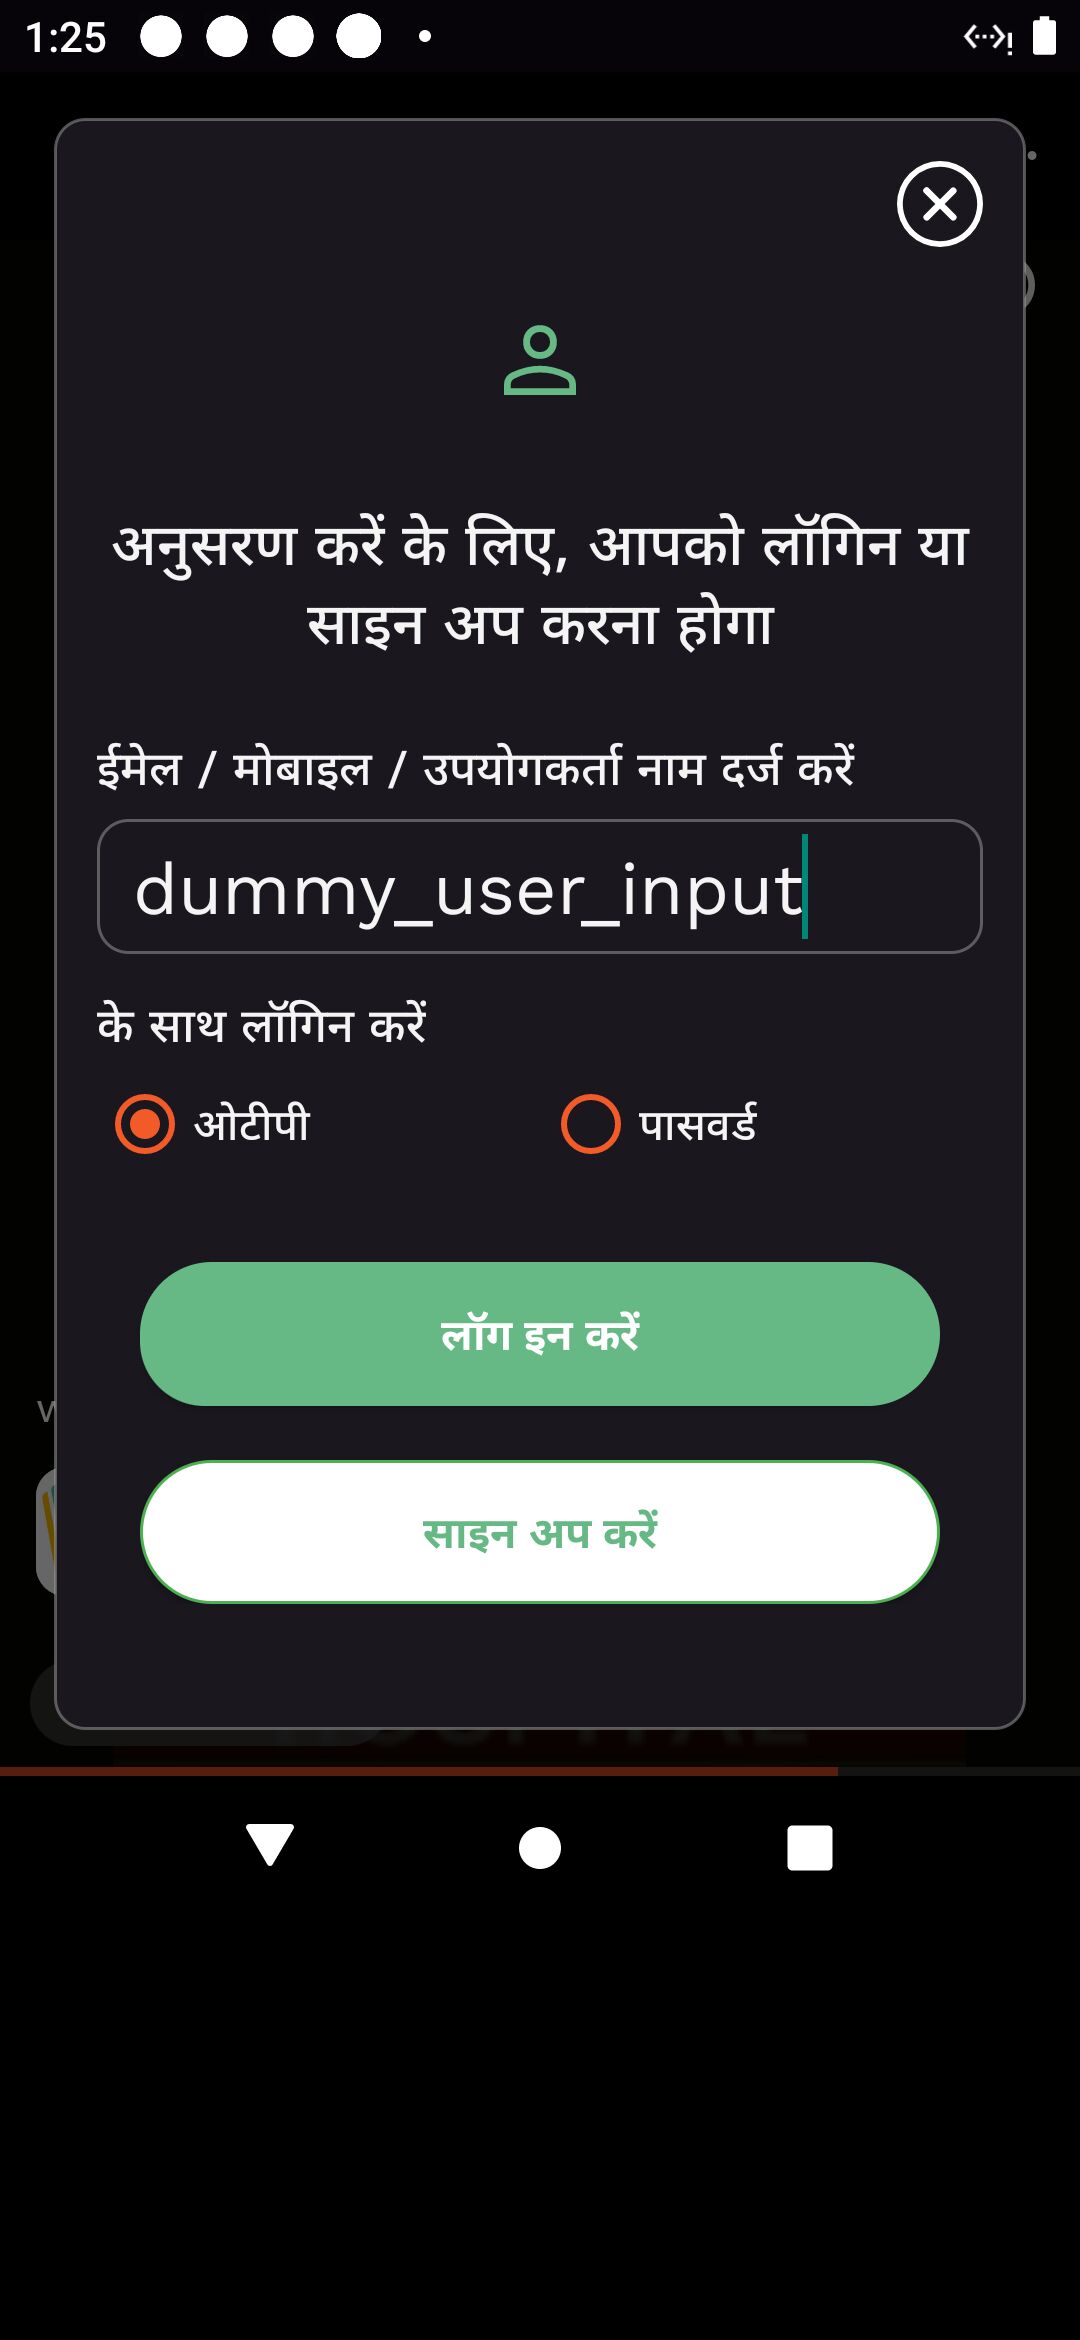 1:25
अनुसरण करें के लिए, आपको लॉगिन या
साइन अप करना होगा
ईमेल / मोबाइल / उपयोगकर्ता नाम दर्ज करें
dummy_user_input
के साथ लॉगिन करें
ओटीपी
पासवर्ड
लॉग इन करें
साइन अप करें